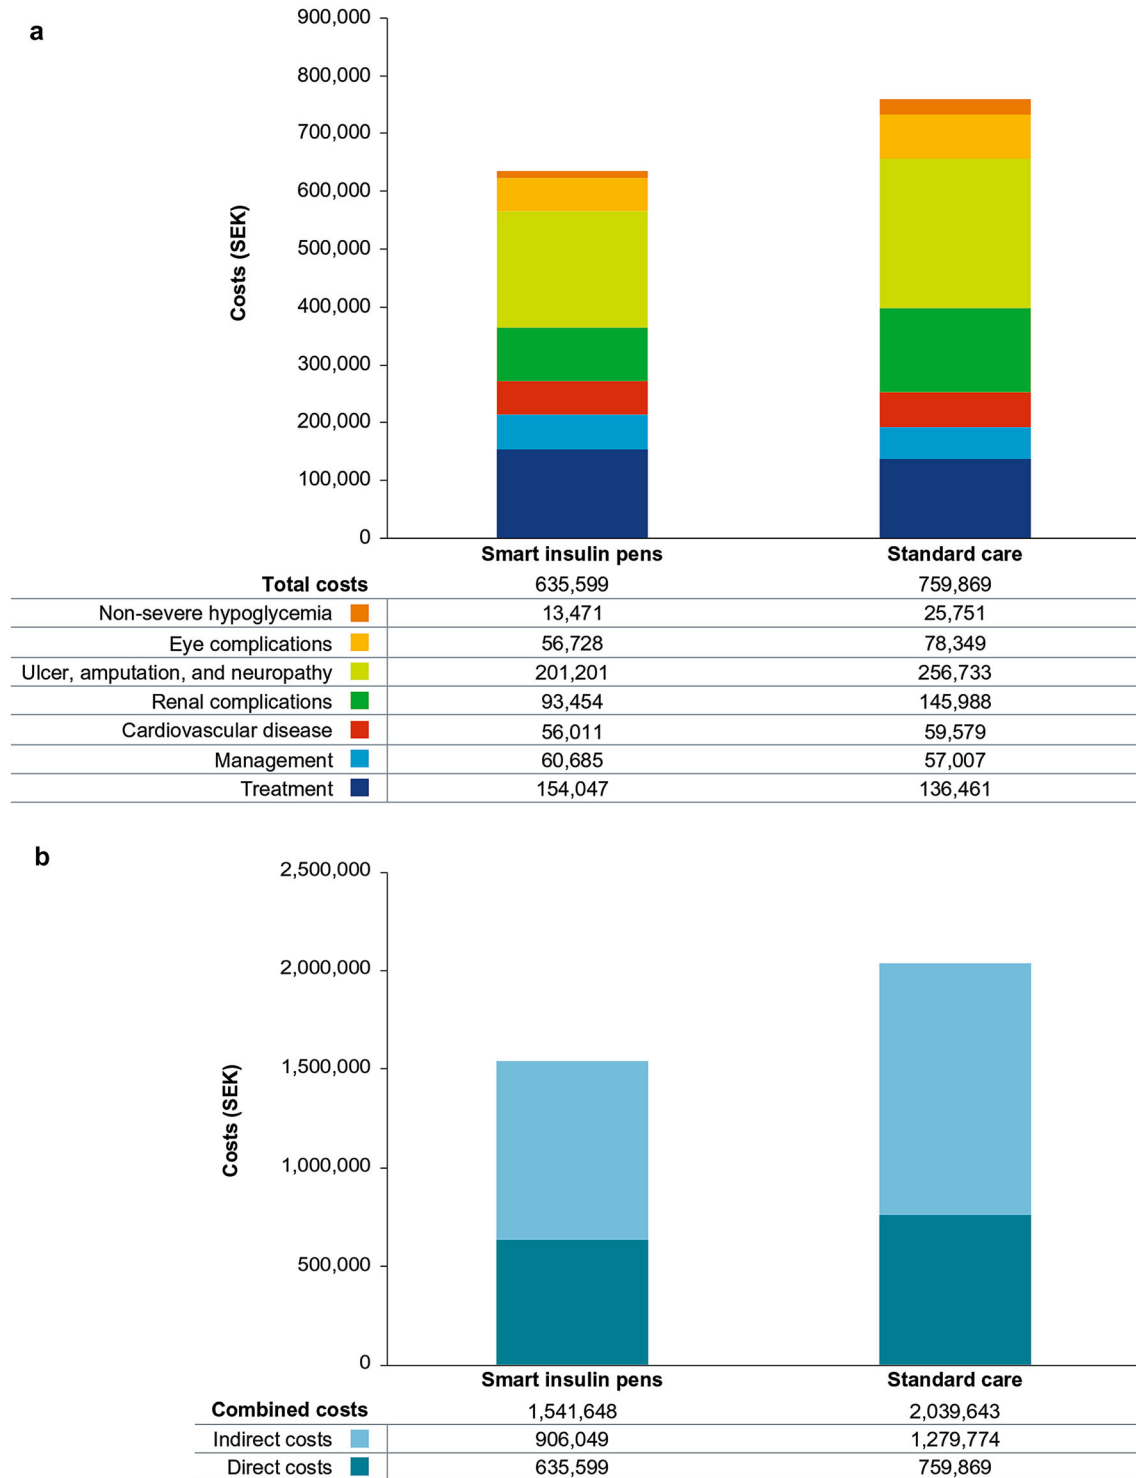 a
900,000
800,000
700,000
600,000
500,000
400,000
300,000
200,000
100,000
0
Costs (SEK)
Smart insulin pens Standard care
Total costs 635,599 759,869
Non-severe hypoglycemia 13,471 25,751
Eye complications 56,728 78,349
Ulcer, amputation, and neuropathy 201,201 256,733
Renal complications 93,454 145,988
Cardiovascular disease 56,011 59,579
Management 60,685 57,007
Treatment 154,047 136,461
b
2,500,000
2,000,000
1,500,000
1,000,000
500,000
0
Costs (SEK)
Smart insulin pens Standard care
Combined costs 1,541,648 2,039,643
Indirect costs 906,049 1,279,774
Direct costs 635,599 759,869